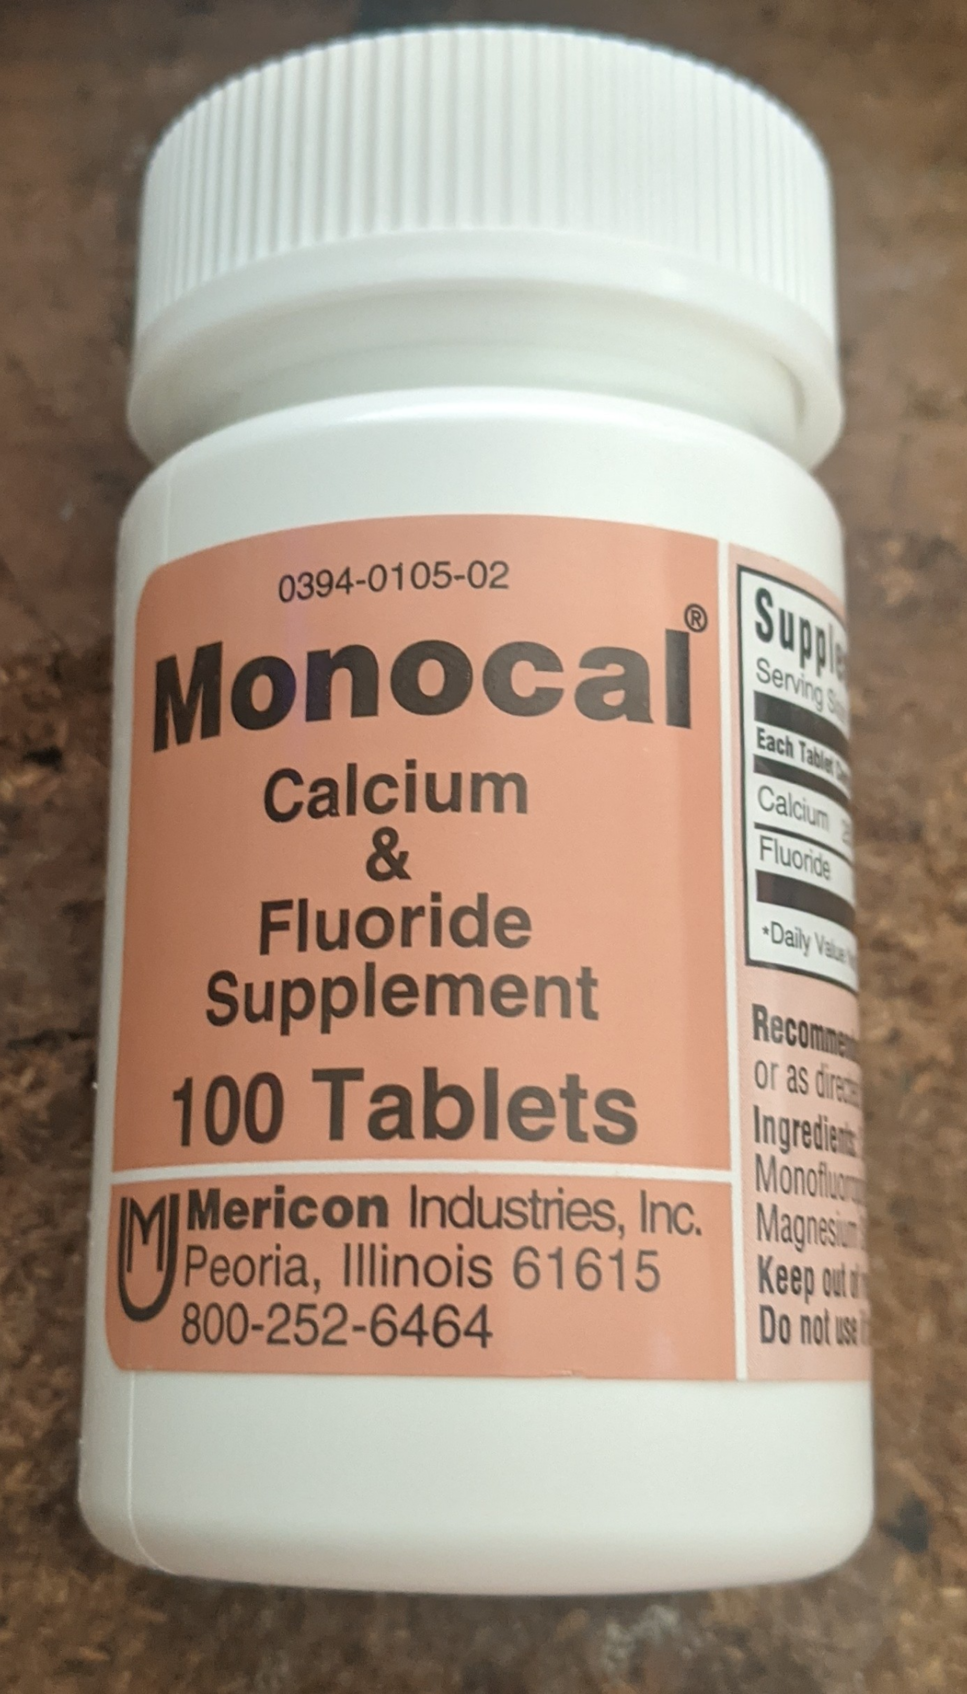 0394-0105-02
Monocal®
Calcium
&
Fluoride
Supplement
100 Tablets
Mericon Industries, Inc.
Peoria, Illinois 61615
800-252-6464
Serving
Each Tablet
Calcium
Fluoride
*Daily Value
or as
Magnesium
Keep out
Do not use